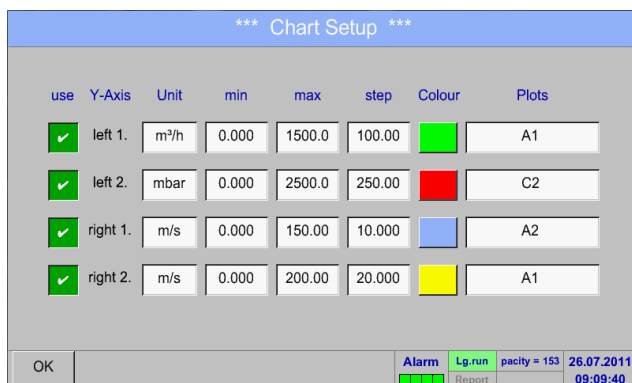 *** Chart Setup ***
use Y-Axis Unit min max step Colour Plots
left 1. m³/h 0.000 1500.0 100.00 A1
left 2. mbar 0.000 2500.0 250.00 C2
right 1. m/s 0.000 150.00 10.000 A2
right 2. m/s 0.000 200.00 20.000 A1
OK Alarm Lg.run pacity = 153 26.07.2011
Report 09:09:40